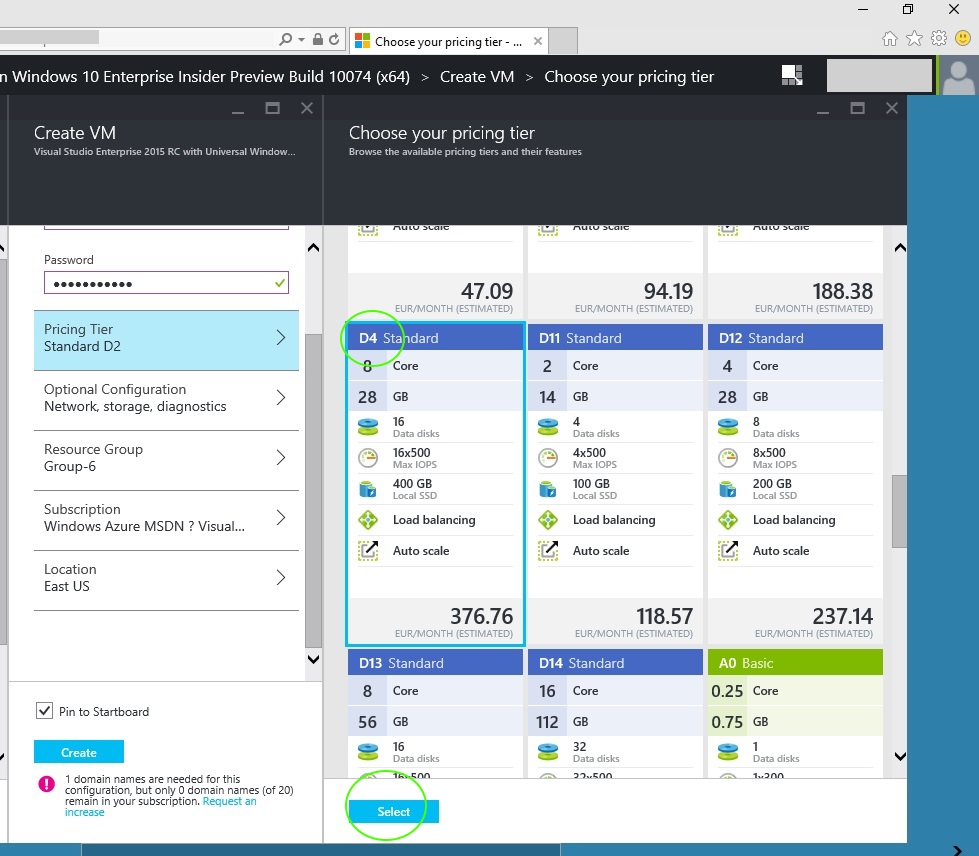 Choose your pricing tier - ...
n Windows 10 Enterprise Insider Preview Build 10074 (x64) > Create VM > Choose your pricing tier
Create VM
Visual Studio Enterprise 2015 RC with Universal Window...
Password
●●●●●●●●●●●
Pricing Tier
Standard D2
Optional Configuration
Network, storage, diagnostics
Resource Group
Group-6
Subscription
Windows Azure MSDN ? Visual...
Location
East US
Pin to Startboard
Create
1 domain names are needed for this
configuration, but only 0 domain names (of 20)
remain in your subscription. Request an
increase
Choose your pricing tier
Browse the available pricing tiers and their features
Auto scale
Auto scale
Auto scale
47.09
EUR/MONTH (ESTIMATED)
94.19
EUR/MONTH (ESTIMATED)
188.38
EUR/MONTH (ESTIMATED)
D4 Standard
8 Core
28 GB
16
Data disks
16x500
Max IOPS
400 GB
Local SSD
Load balancing
Auto scale
376.76
EUR/MONTH (ESTIMATED)
D11 Standard
2 Core
14 GB
4
Data disks
4x500
Max IOPS
100 GB
Local SSD
Load balancing
Auto scale
118.57
EUR/MONTH (ESTIMATED)
D12 Standard
4 Core
28 GB
8
Data disks
8x500
Max IOPS
200 GB
Local SSD
Load balancing
Auto scale
237.14
EUR/MONTH (ESTIMATED)
D13 Standard
8 Core
56 GB
16
Data disks
16x500
D14 Standard
16 Core
112 GB
32
Data disks
32x500
A0 Basic
0.25 Core
0.75 GB
1
Data disks
1x300
Select